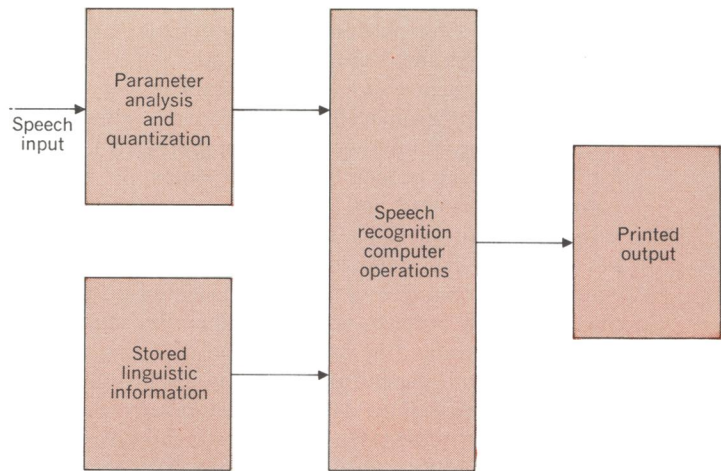 Parameter
analysis
and
quantization
Speech
input
Speech
recognition
computer
operations
Printed
output
Stored
linguistic
information